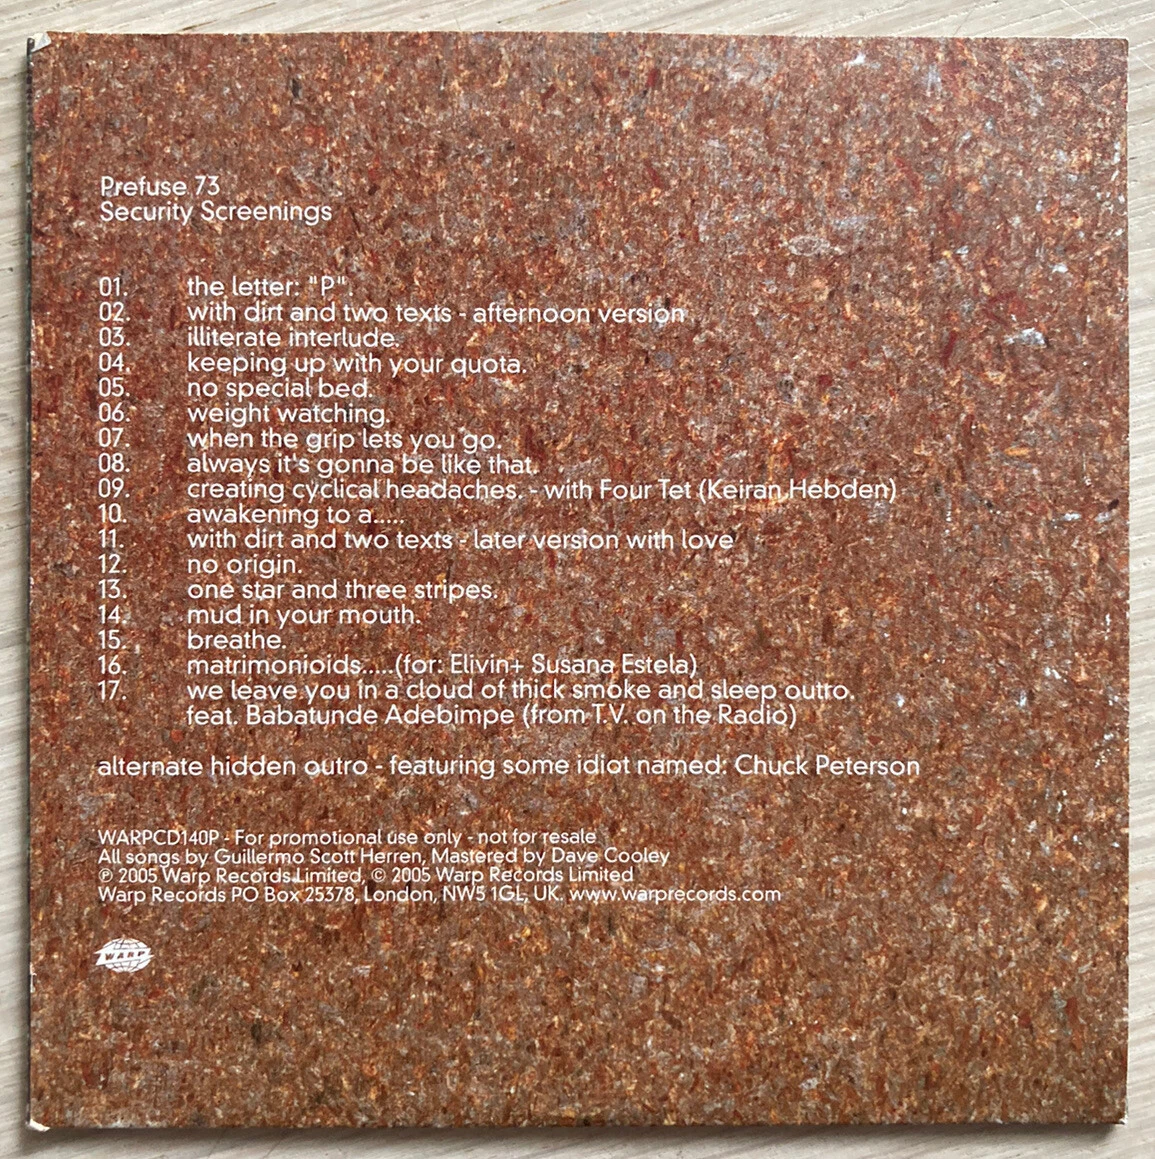 Prefuse 73
Security Screenings
01. the letter: "P".
02. with dirt and two texts - afternoon version
03. illiterate interlude.
04. keeping up with your quota.
05. no special bed.
06. weight watching.
07. when the grip lets you go.
08. always it's gonna be like that.
09. creating cyclical headaches. - with Four Tet (Keiran Hebden)
10. awakening to a.....
11. with dirt and two texts - later version with love
12. no origin.
13. one star and three stripes.
14. mud in your mouth.
15. breathe.
16. matrimonioids.....(for: Elivin+ Susana Estela)
17. we leave you in a cloud of thick smoke and sleep outro.
feat. Babatunde Adebimpe (from T.V. on the Radio)
alternate hidden outro - featuring some idiot named: Chuck Peterson
WARPCD140P - For promotional use only - not for resale
All songs by Guillermo Scott Herren, Mastered by Dave Cooley
℗ 2005 Warp Records Limited, © 2005 Warp Records Limited
Warp Records PO Box 25378, London, NW5 1GL, UK. www.warprecords.com
WARP